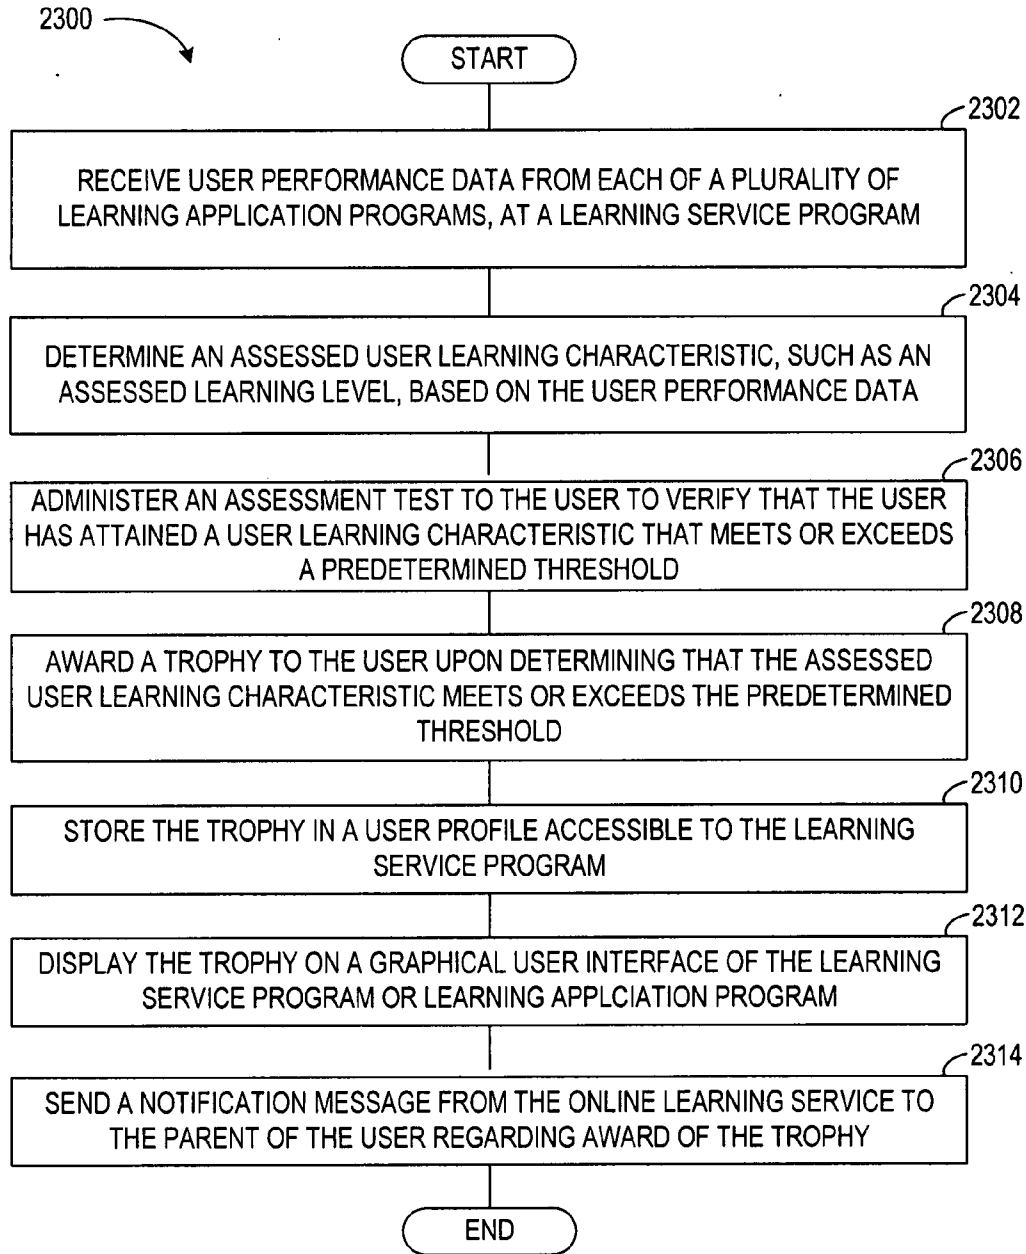 2300
START
2302
RECEIVE USER PERFORMANCE DATA FROM EACH OF A PLURALITY OF
LEARNING APPLICATION PROGRAMS, AT A LEARNING SERVICE PROGRAM
2304
DETERMINE AN ASSESSED USER LEARNING CHARACTERISTIC, SUCH AS AN
ASSESSED LEARNING LEVEL, BASED ON THE USER PERFORMANCE DATA
2306
ADMINISTER AN ASSESSMENT TEST TO THE USER TO VERIFY THAT THE USER
HAS ATTAINED A USER LEARNING CHARACTERISTIC THAT MEETS OR EXCEEDS
A PREDETERMINED THRESHOLD
2308
AWARD A TROPHY TO THE USER UPON DETERMINING THAT THE ASSESSED
USER LEARNING CHARACTERISTIC MEETS OR EXCEEDS THE PREDETERMINED
THRESHOLD
2310
STORE THE TROPHY IN A USER PROFILE ACCESSIBLE TO THE LEARNING
SERVICE PROGRAM
2312
DISPLAY THE TROPHY ON A GRAPHICAL USER INTERFACE OF THE LEARNING
SERVICE PROGRAM OR LEARNING APPLCIATION PROGRAM
2314
SEND A NOTIFICATION MESSAGE FROM THE ONLINE LEARNING SERVICE TO
THE PARENT OF THE USER REGARDING AWARD OF THE TROPHY
END